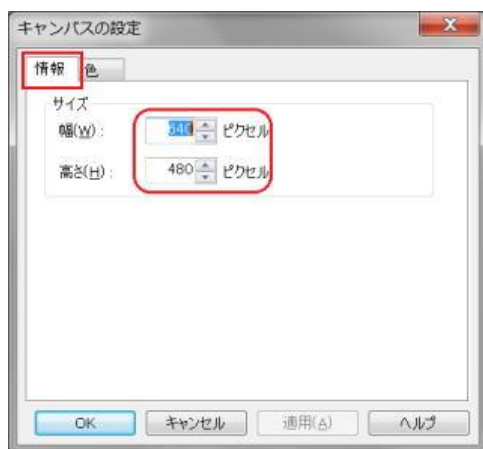 キャンバスの設定
情報 色
サイズ
幅(W): 640 ピクセル
高さ(H): 480 ピクセル
OK キャンセル 適用(A) ヘルプ